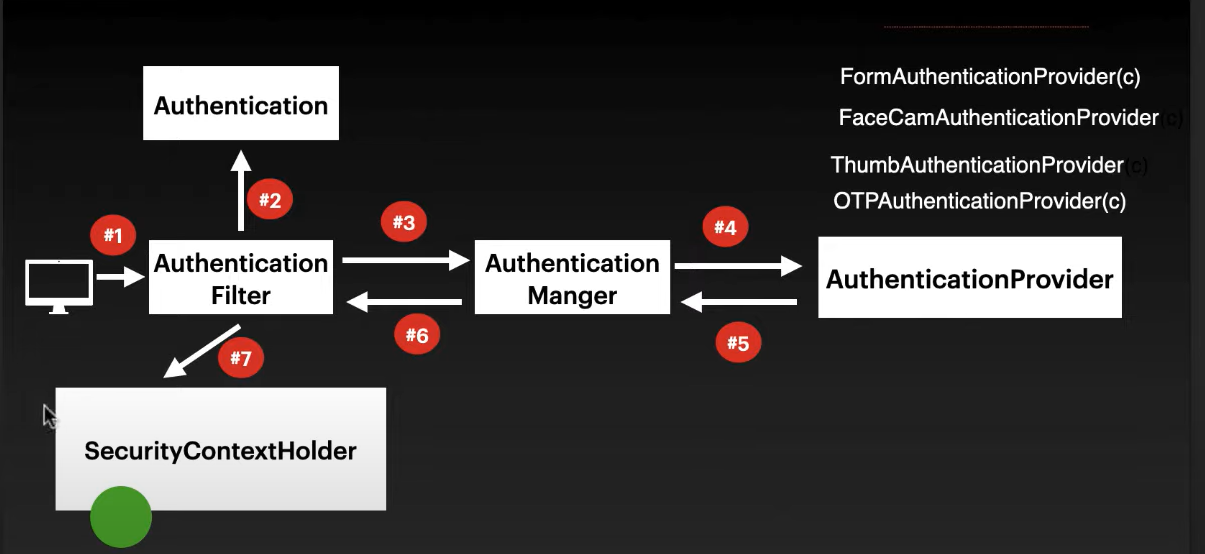 FormAuthenticationProvider(c)
FaceCamAuthenticationProvider(c)
ThumbAuthenticationProvider(c)
OTPAuthenticationProvider(c)
Authentication
#2
#1
#3
#4
Authentication
Filter
Authentication
Manger
AuthenticationProvider
#6
#5
#7
SecurityContextHolder